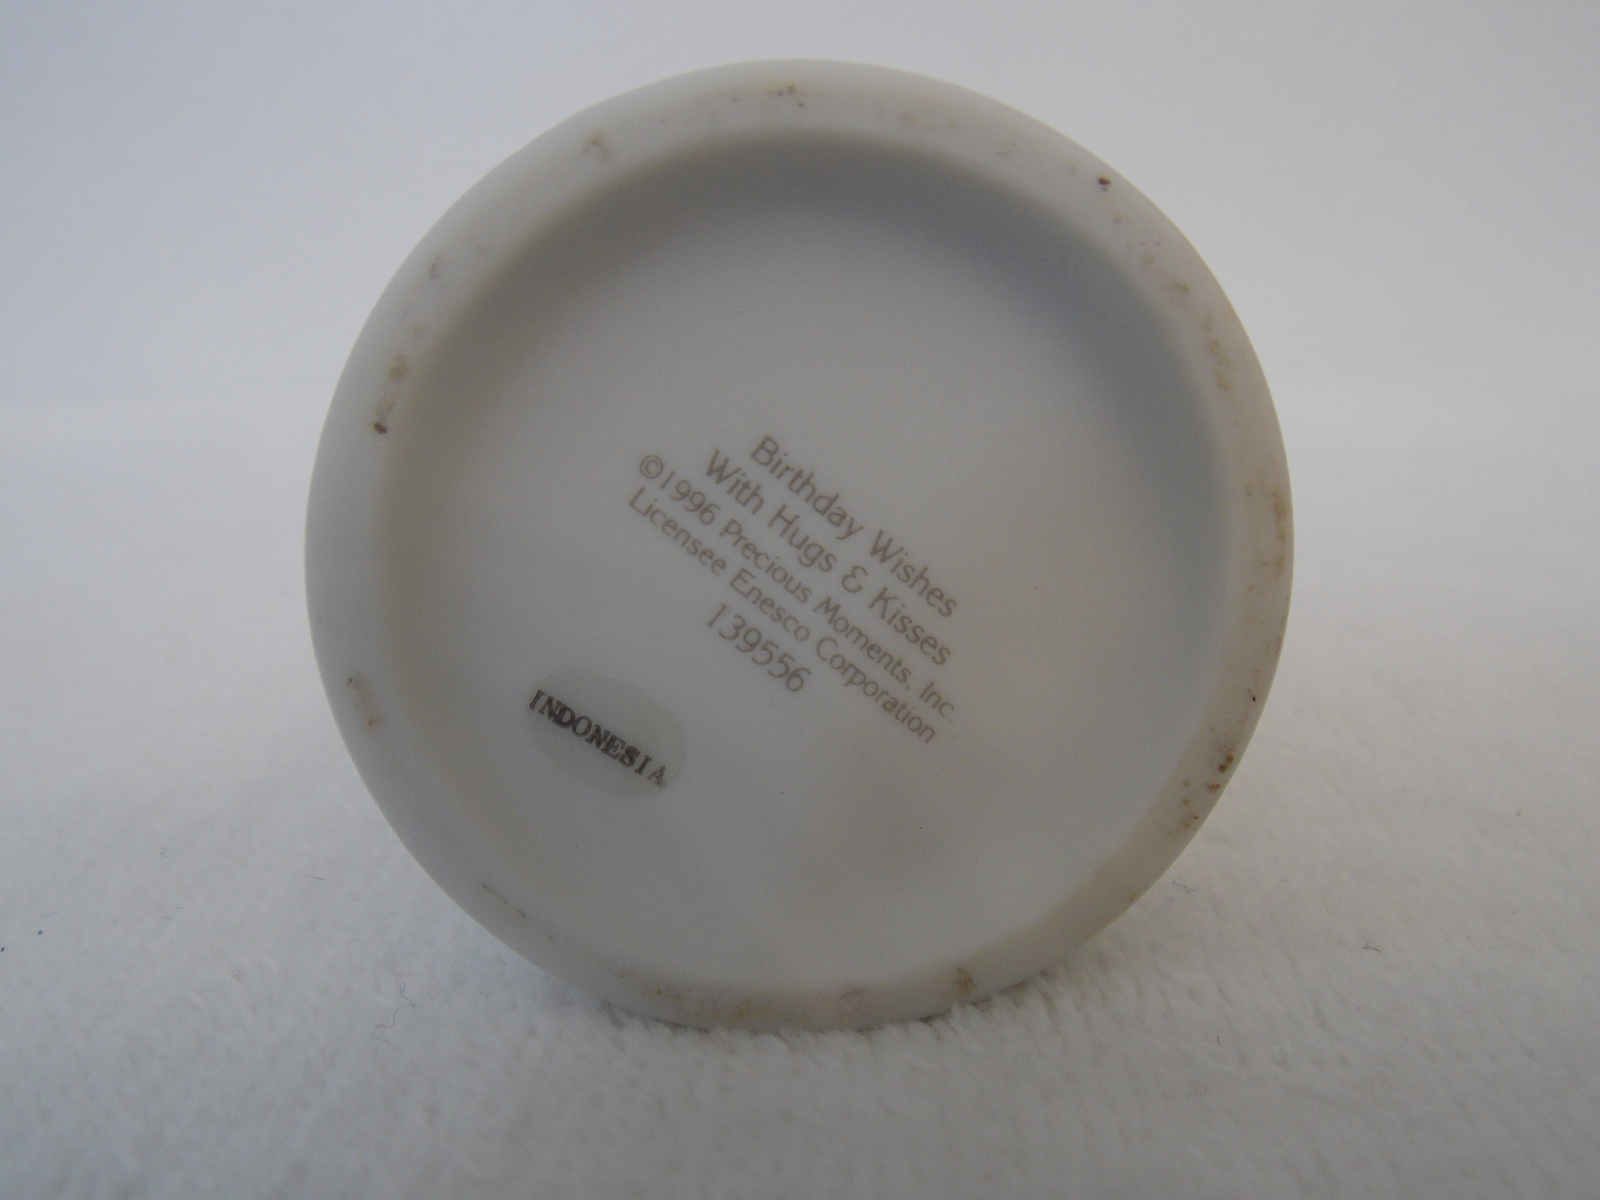 Birthday Wishes
With Hugs & Kisses
©1996 Precious Moments, Inc.
Licensee Enesco Corporation
139556
INDONESIA